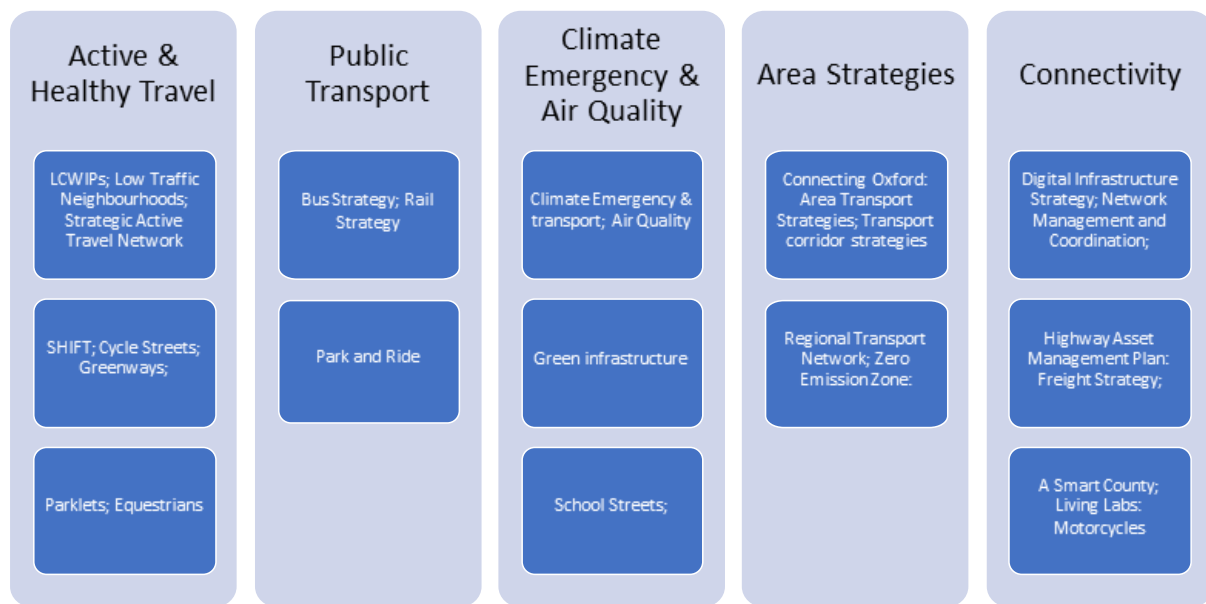 Active &
Healthy Travel
LCWIPs; Low Traffic
Neighbourhoods;
Strategic Active
Travel Network
SHIFT; Cycle Streets;
Greenways;
Parklets; Equestrians
Public
Transport
Bus Strategy; Rail
Strategy
Park and Ride
Climate
Emergency &
Air Quality
Climate Emergency &
transport; Air Quality
Green infrastructure
School Streets;
Area Strategies
Connecting Oxford:
Area Transport
Strategies; Transport
corridor strategies
Regional Transport
Network; Zero
Emission Zone:
Connectivity
Digital Infrastructure
Strategy; Network
Management and
Coordination;
Highway Asset
Management Plan:
Freight Strategy;
A Smart County;
Living Labs:
Motorcycles